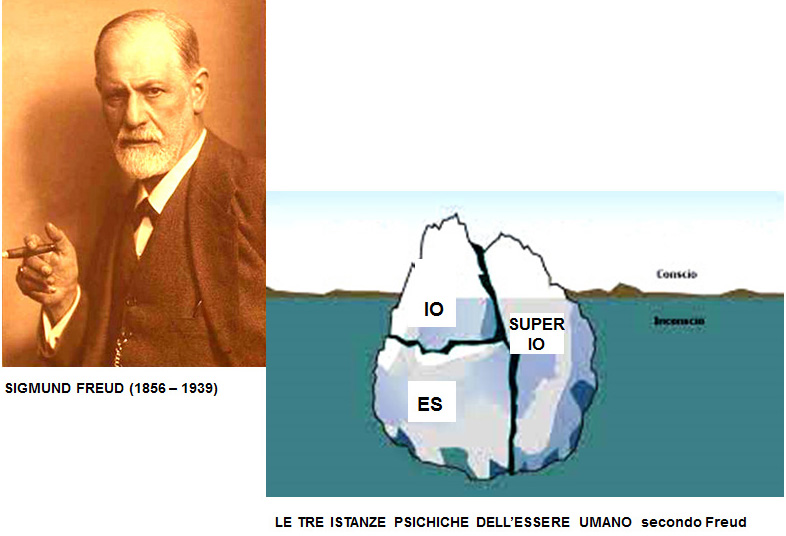 Conscio
Inconscio
IO
SUPER
IO
ES
SIGMUND FREUD (1856 – 1939)
LE TRE ISTANZE PSICHICHE DELL'ESSERE UMANO secondo Freud